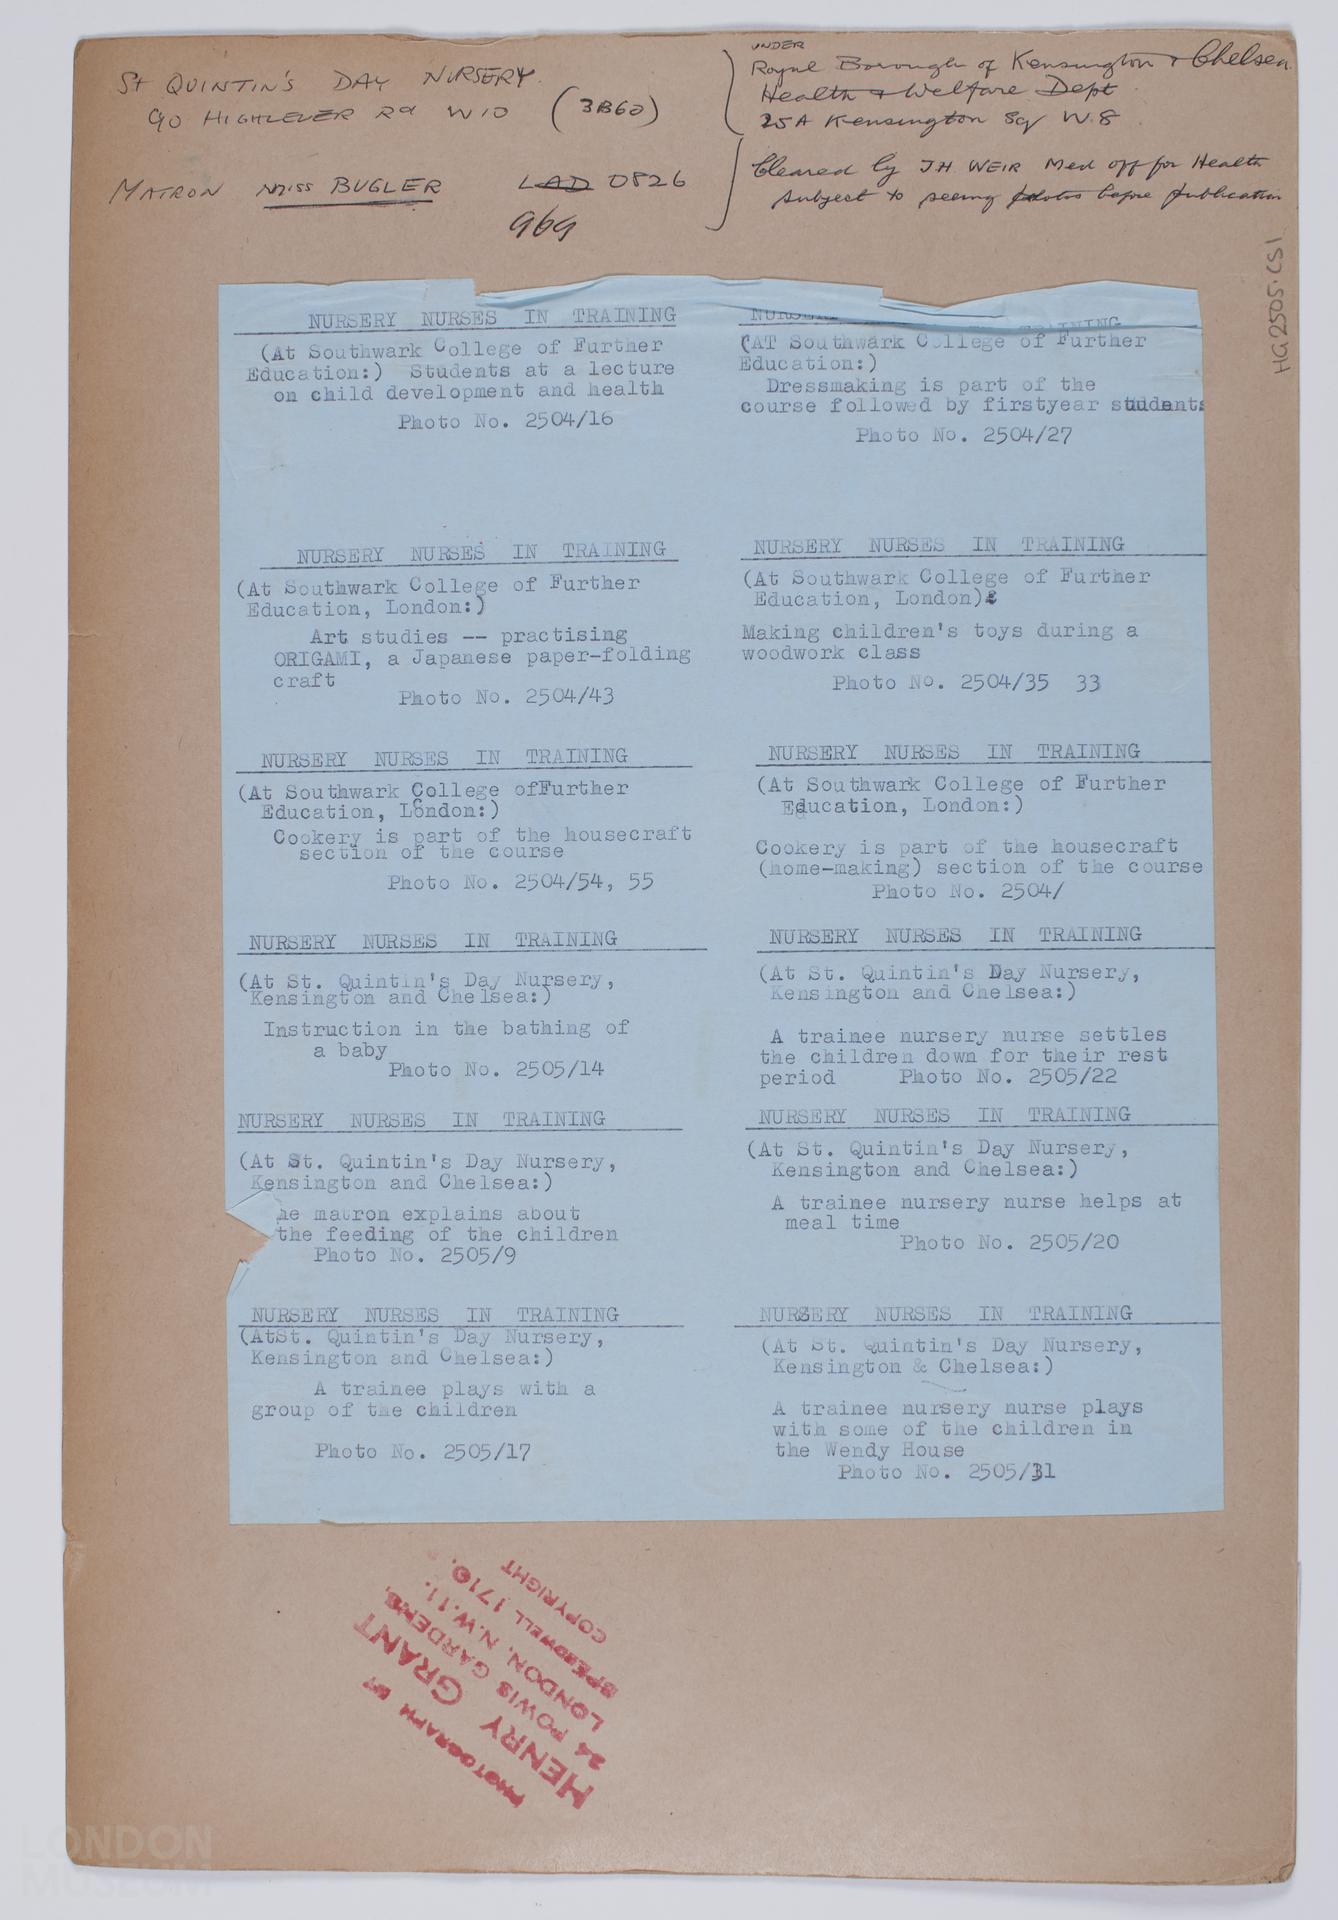 St QUINTIN'S DAY NURSERY.
90 HIGHLEVER Rd W10 (3B60)
MATRON MISS BUGLER LAD 0826
969
UNDER
Royal Borough of Kensington & Chelsea.
Health & Welfare Dept
25A Kensington Sq W.8
Cleared by J.H. WEIR Med off for Health
subject to seeing photos before publication
HG2505.CS1
NURSERY NURSES IN TRAINING
(At Southwark College of Further
Education:) Students at a lecture
on child development and health
Photo No. 2504/16
NURSERY TRAINING
(AT Southwark College of Further
Education:)
Dressmaking is part of the
course followed by firstyear students
Photo No. 2504/27
NURSERY NURSES IN TRAINING
(At Southwark College of Further
Education, London:)
Art studies -- practising
ORIGAMI, a Japanese paper-folding
craft
Photo No. 2504/43
NURSERY NURSES IN TRAINING
(At Southwark College of Further
Education, London):
Making children's toys during a
woodwork class
Photo No. 2504/35 33
NURSERY NURSES IN TRAINING
(At Southwark College ofFurther
Education, London:)
Cookery is part of the housecraft
section of the course
Photo No. 2504/54, 55
NURSERY NURSES IN TRAINING
(At Southwark College of Further
Education, London:)
Cookery is part of the housecraft
(home-making) section of the course
Photo No. 2504/
NURSERY NURSES IN TRAINING
(At St. Quintin's Day Nursery,
Kensington and Chelsea:)
Instruction in the bathing of
a baby
Photo No. 2505/14
NURSERY NURSES IN TRAINING
(At St. Quintin's Day Nursery,
Kensington and Chelsea:)
A trainee nursery nurse settles
the children down for their rest
period Photo No. 2505/22
NURSERY NURSES IN TRAINING
(At St. Quintin's Day Nursery,
Kensington and Chelsea:)
he matron explains about
the feeding of the children
Photo No. 2505/9
NURSERY NURSES IN TRAINING
(At St. Quintin's Day Nursery,
Kensington and Chelsea:)
A trainee nursery nurse helps at
meal time
Photo No. 2505/20
NURSERY NURSES IN TRAINING
(AtSt. Quintin's Day Nursery,
Kensington and Chelsea:)
A trainee plays with a
group of the children
Photo No. 2505/17
NURSERY NURSES IN TRAINING
(At St. Quintin's Day Nursery,
Kensington & Chelsea:)
A trainee nursery nurse plays
with some of the children in
the Wendy House
Photo No. 2505/31
PHOTOGRAPH BY
HENRY GRANT
24 POWIS GARDENS,
LONDON, N.W.11.
SPEEDWELL 1710.
COPYRIGHT
LONDON
MUSEUM